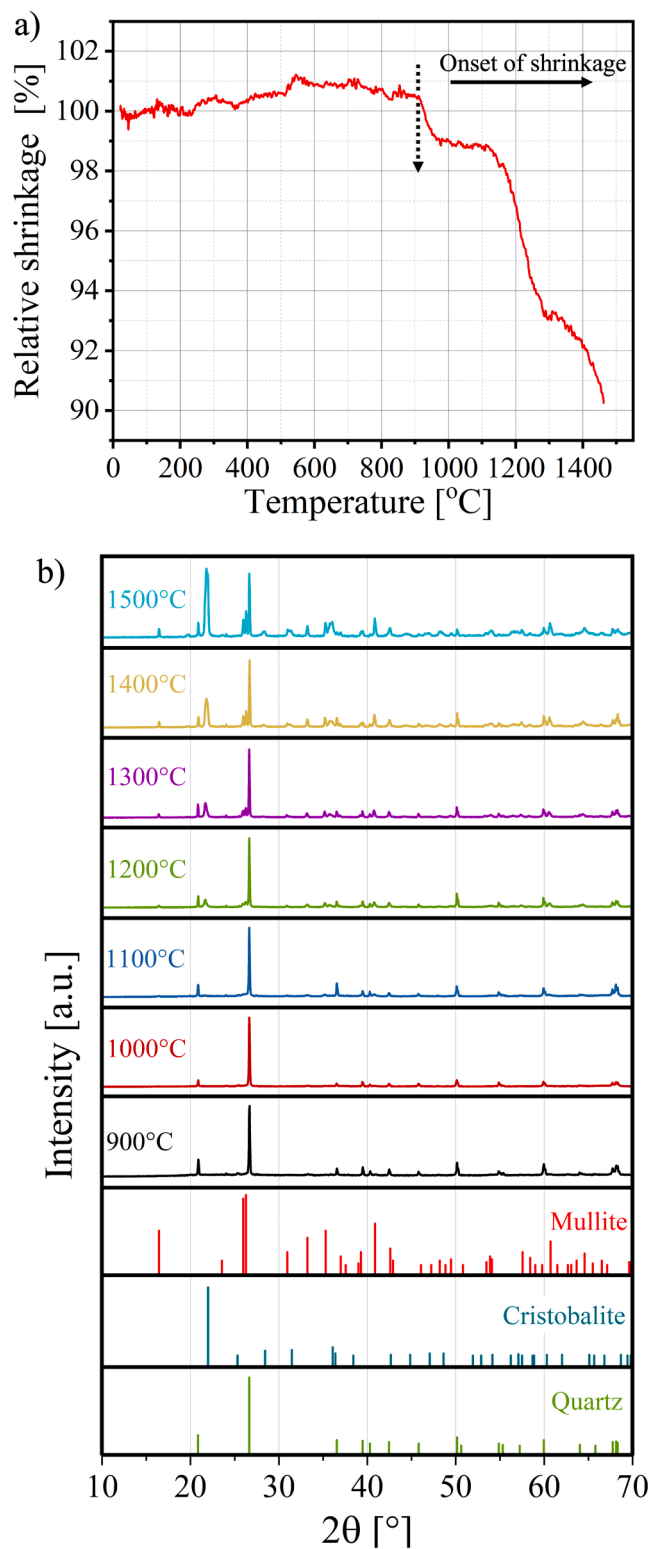 a)
Onset of shrinkage
Relative shrinkage [%]
102
100
98
96
94
92
90
0 200 400 600 800 1000 1200 1400
Temperature [°C]
b)
Intensity [a.u.]
1500°C
1400°C
1300°C
1200°C
1100°C
1000°C
900°C
Mullite
Cristobalite
Quartz
10 20 30 40 50 60 70
2θ [°]